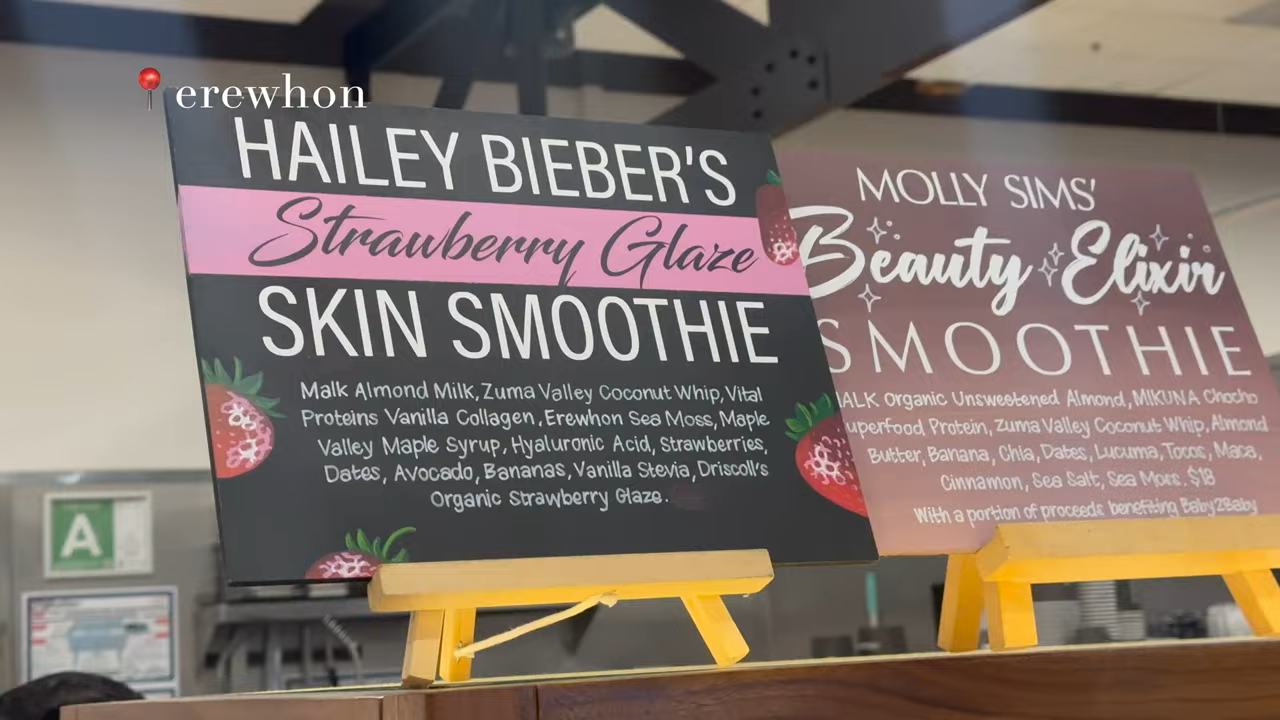 erewhon
HAILEY BIEBER'S
Strawberry Glaze
SKIN SMOOTHIE
Malk Almond Milk, Zuma Valley Coconut Whip, Vital
Proteins Vanilla Collagen, Erewhon Sea Moss, Maple
Valley Maple Syrup, Hyaluronic Acid, Strawberries,
Dates, Avocado, Bananas, Vanilla Stevia, Driscoll's
Organic Strawberry Glaze.
MOLLY SIMS'
Beauty Elixir
SMOOTHIE
MALK Organic Unsweetened Almond, MIKUNA Chocho
Superfood Protein, Zuma Valley Coconut Whip, Almond
Butter, Banana, Chia, Dates, Lucuma, Tocos, Maca,
Cinnamon, Sea Salt, Sea Moss. $18
With a portion of proceeds benefiting Baby2Baby
A